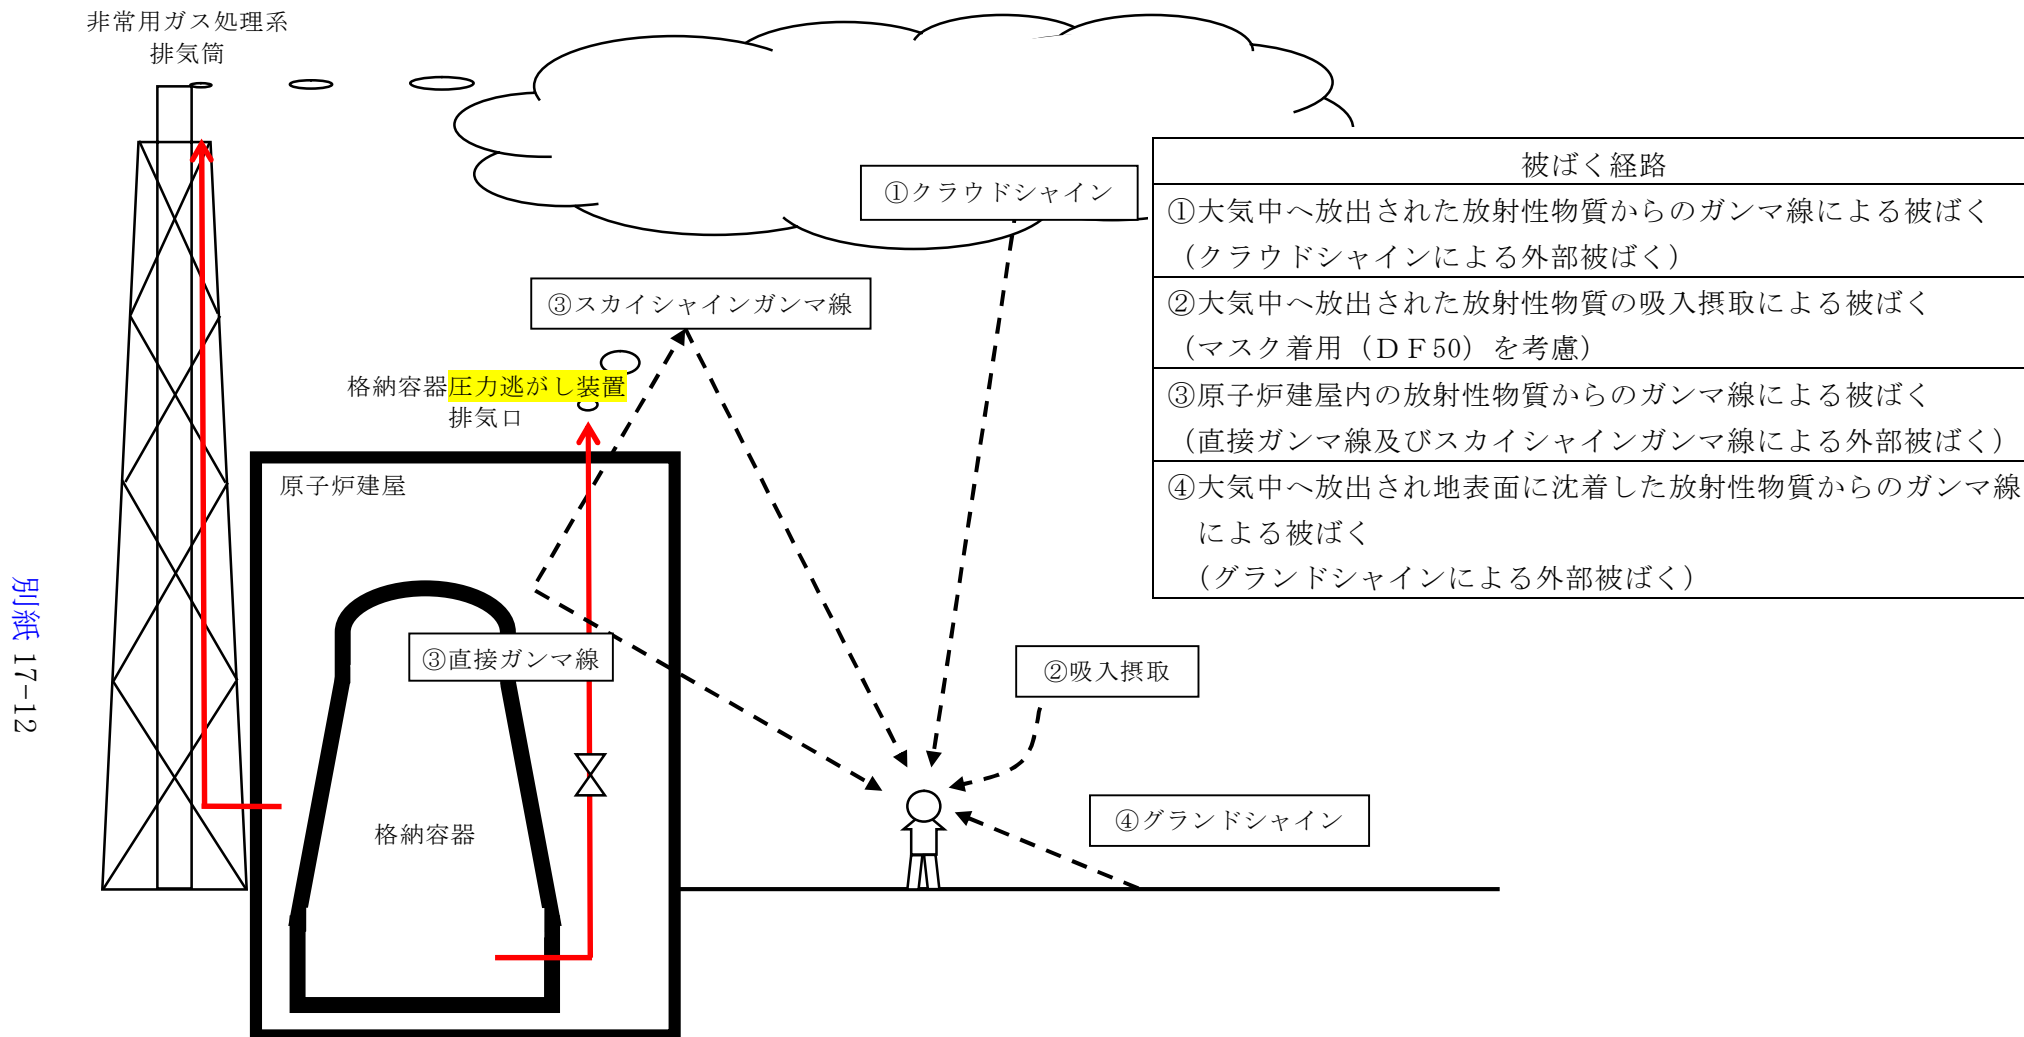 非常用ガス処理系
排気筒
①クラウドシャイン
③スカイシャインガンマ線
格納容器圧力逃がし装置
排気口
原子炉建屋
③直接ガンマ線
格納容器
②吸入摂取
④グランドシャイン
被ばく経路
①大気中へ放出された放射性物質からのガンマ線による被ばく
（クラウドシャインによる外部被ばく）
②大気中へ放出された放射性物質の吸入摂取による被ばく
（マスク着用（ＤＦ50）を考慮）
③原子炉建屋内の放射性物質からのガンマ線による被ばく
（直接ガンマ線及びスカイシャインガンマ線による外部被ばく）
④大気中へ放出され地表面に沈着した放射性物質からのガンマ線
による被ばく
（グランドシャインによる外部被ばく）
別紙 17-12